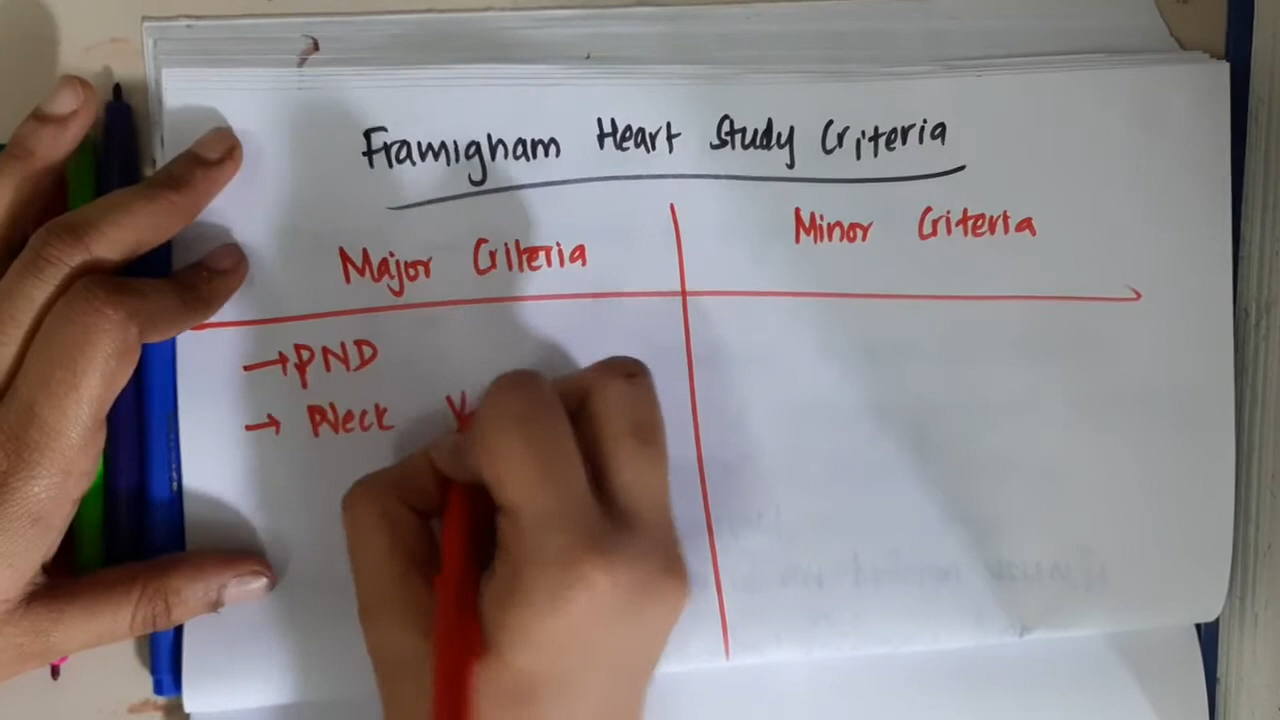 Framigham Heart Study Criteria
Major Criteria
Minor Criteria
→PND
→ Neck V